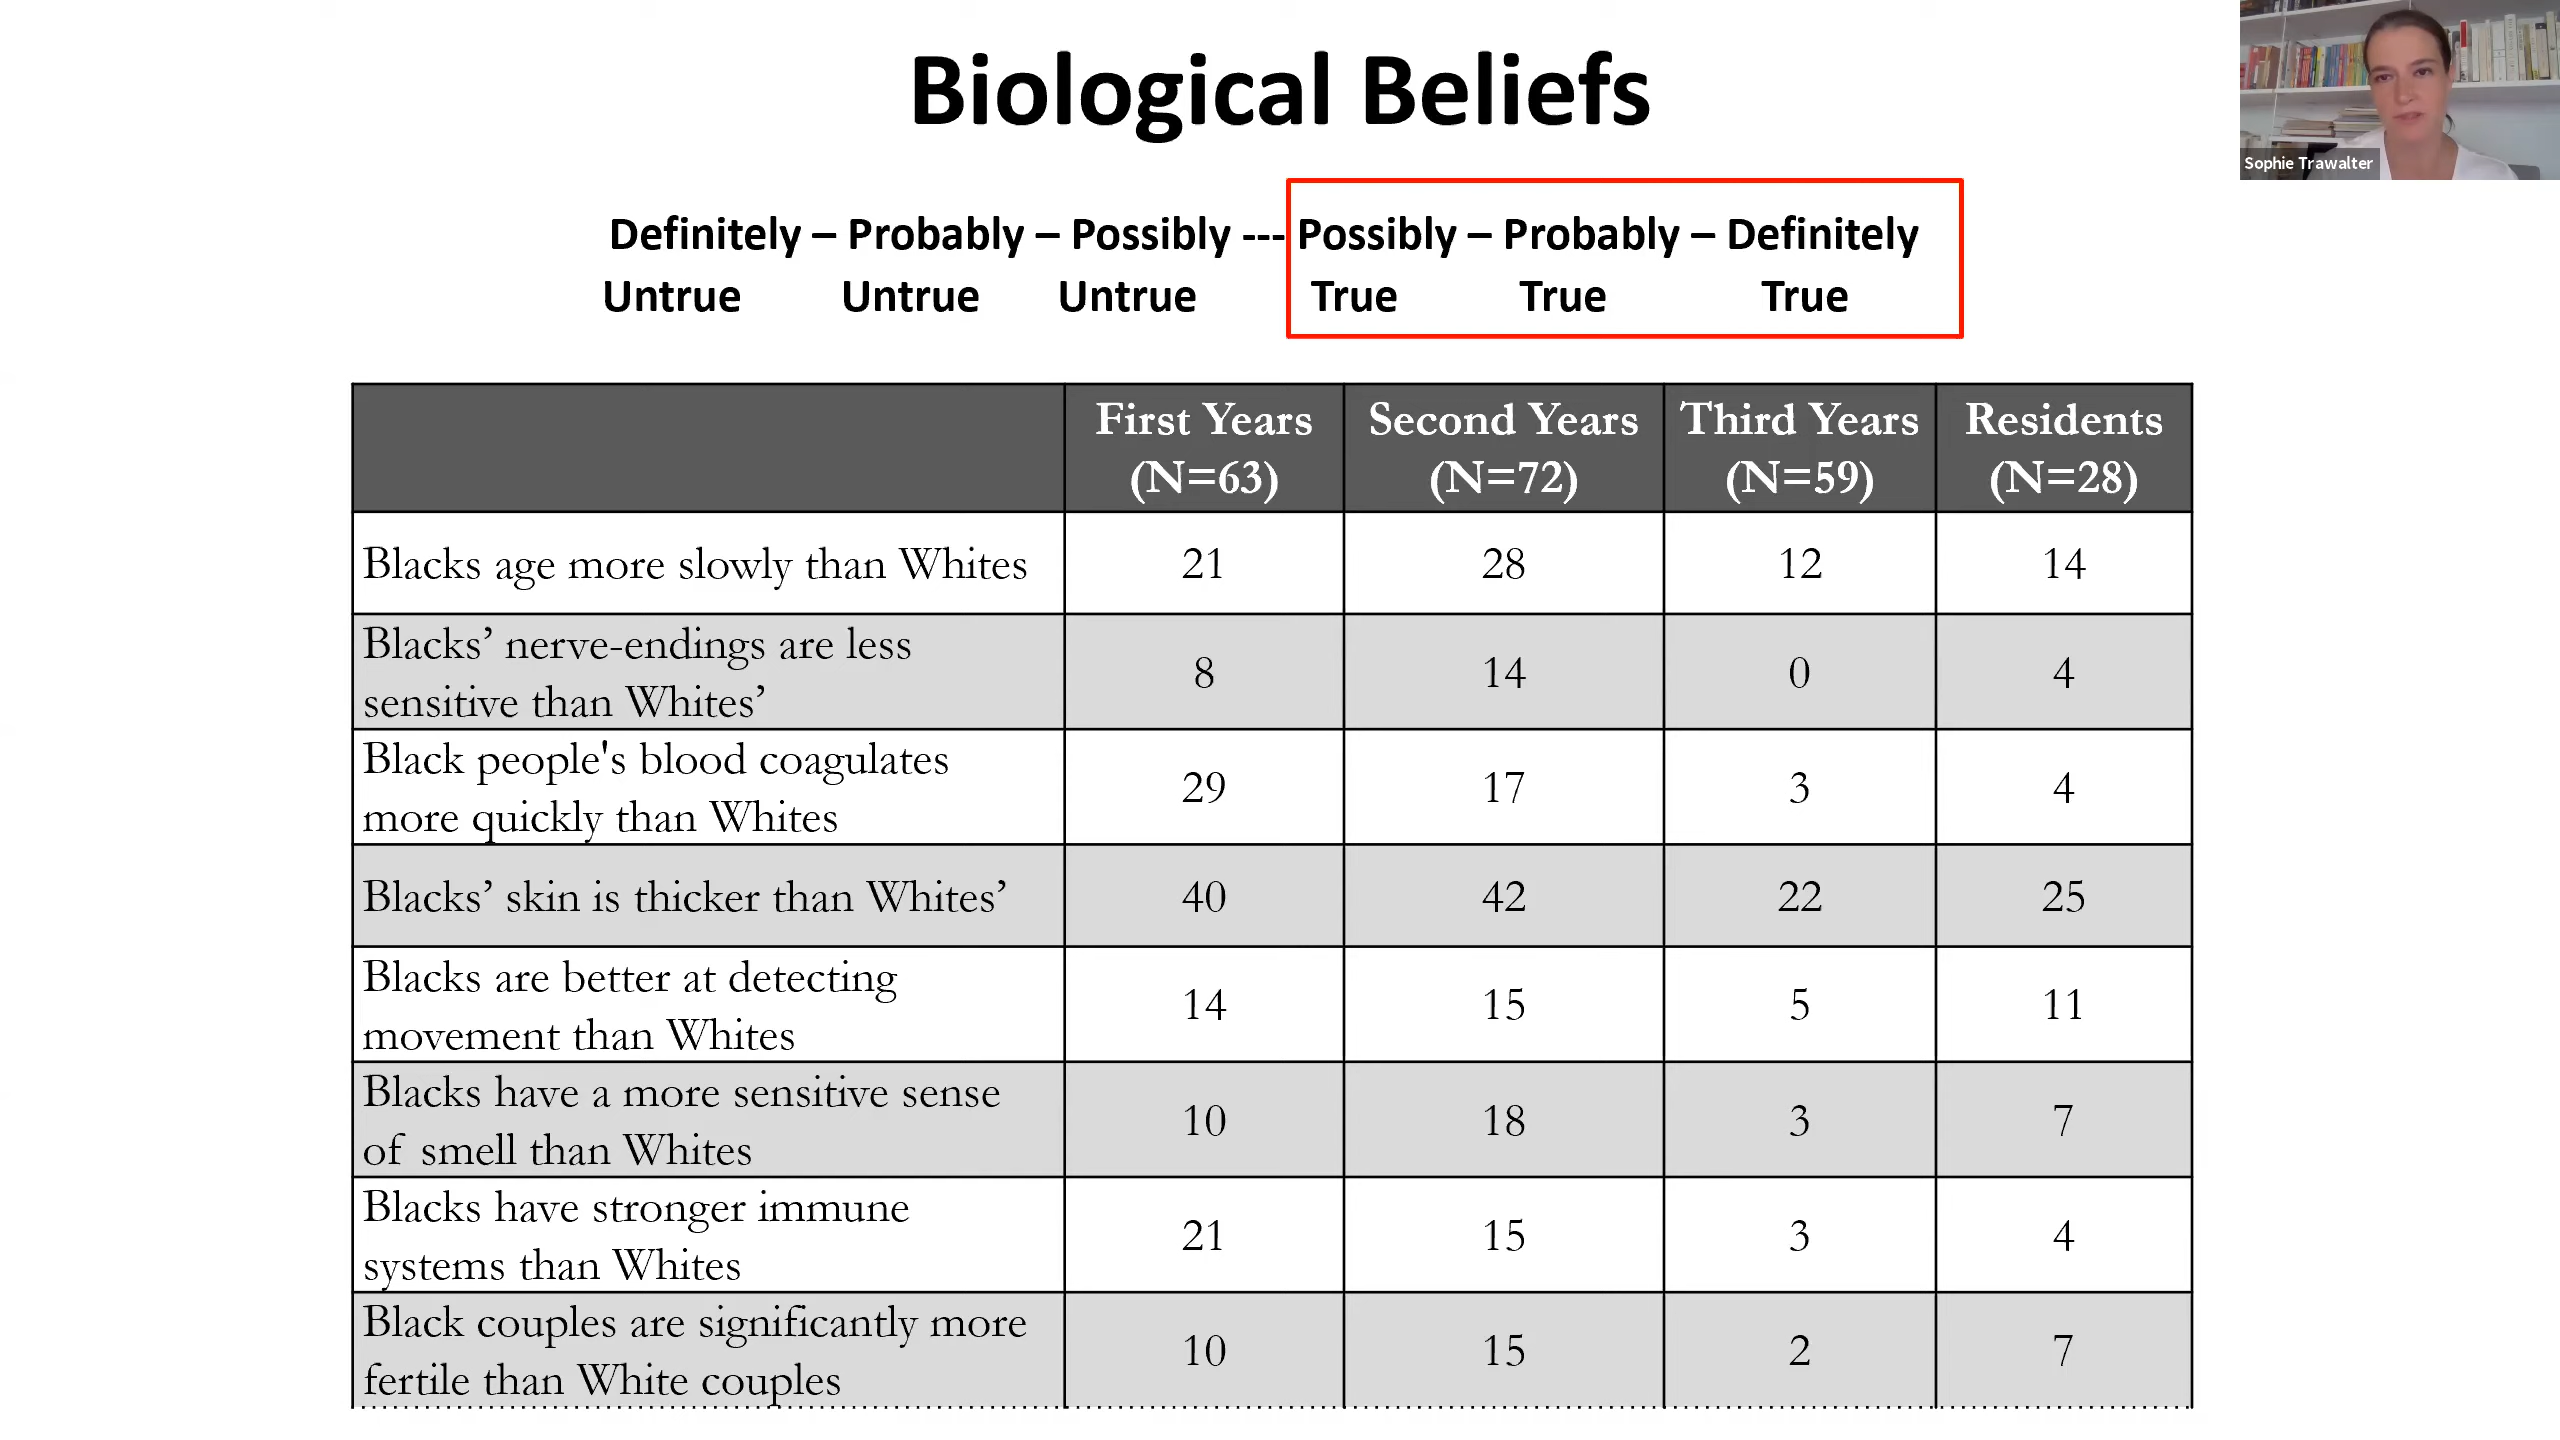 Biological Beliefs
Sophie Trawalter
Definitely – Probably – Possibly --- Possibly – Probably – Definitely
Untrue Untrue Untrue True True True
First Years Second Years Third Years Residents
(N=63) (N=72) (N=59) (N=28)
Blacks age more slowly than Whites 21 28 12 14
Blacks’ nerve-endings are less
sensitive than Whites’ 8 14 0 4
Black people's blood coagulates
more quickly than Whites 29 17 3 4
Blacks’ skin is thicker than Whites’ 40 42 22 25
Blacks are better at detecting
movement than Whites 14 15 5 11
Blacks have a more sensitive sense
of smell than Whites 10 18 3 7
Blacks have stronger immune
systems than Whites 21 15 3 4
Black couples are significantly more
fertile than White couples 10 15 2 7